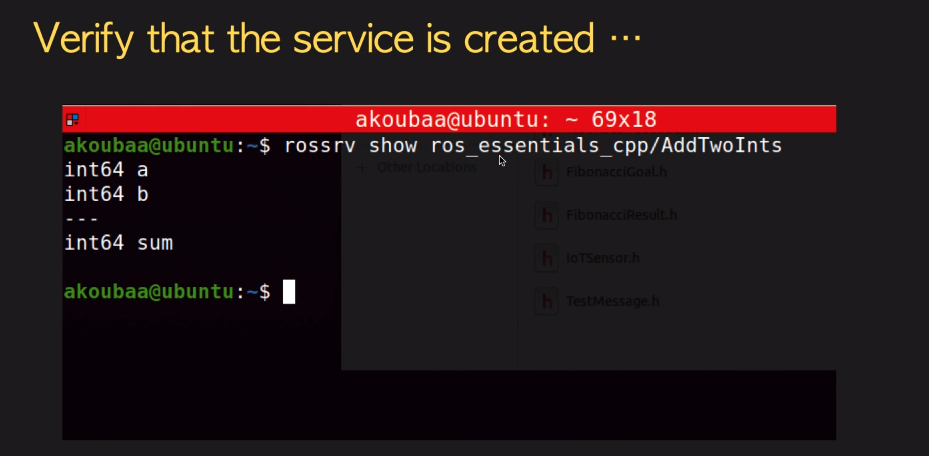 Verify that the service is created ...
akoubaa@ubuntu: ~ 69x18
akoubaa@ubuntu:~$ rossrv show ros_essentials_cpp/AddTwoInts
int64 a
int64 b
---
int64 sum
akoubaa@ubuntu:~$
+ Other Locations
h FibonacciGoal.h
h FibonacciResult.h
h IoTSensor.h
h TestMessage.h